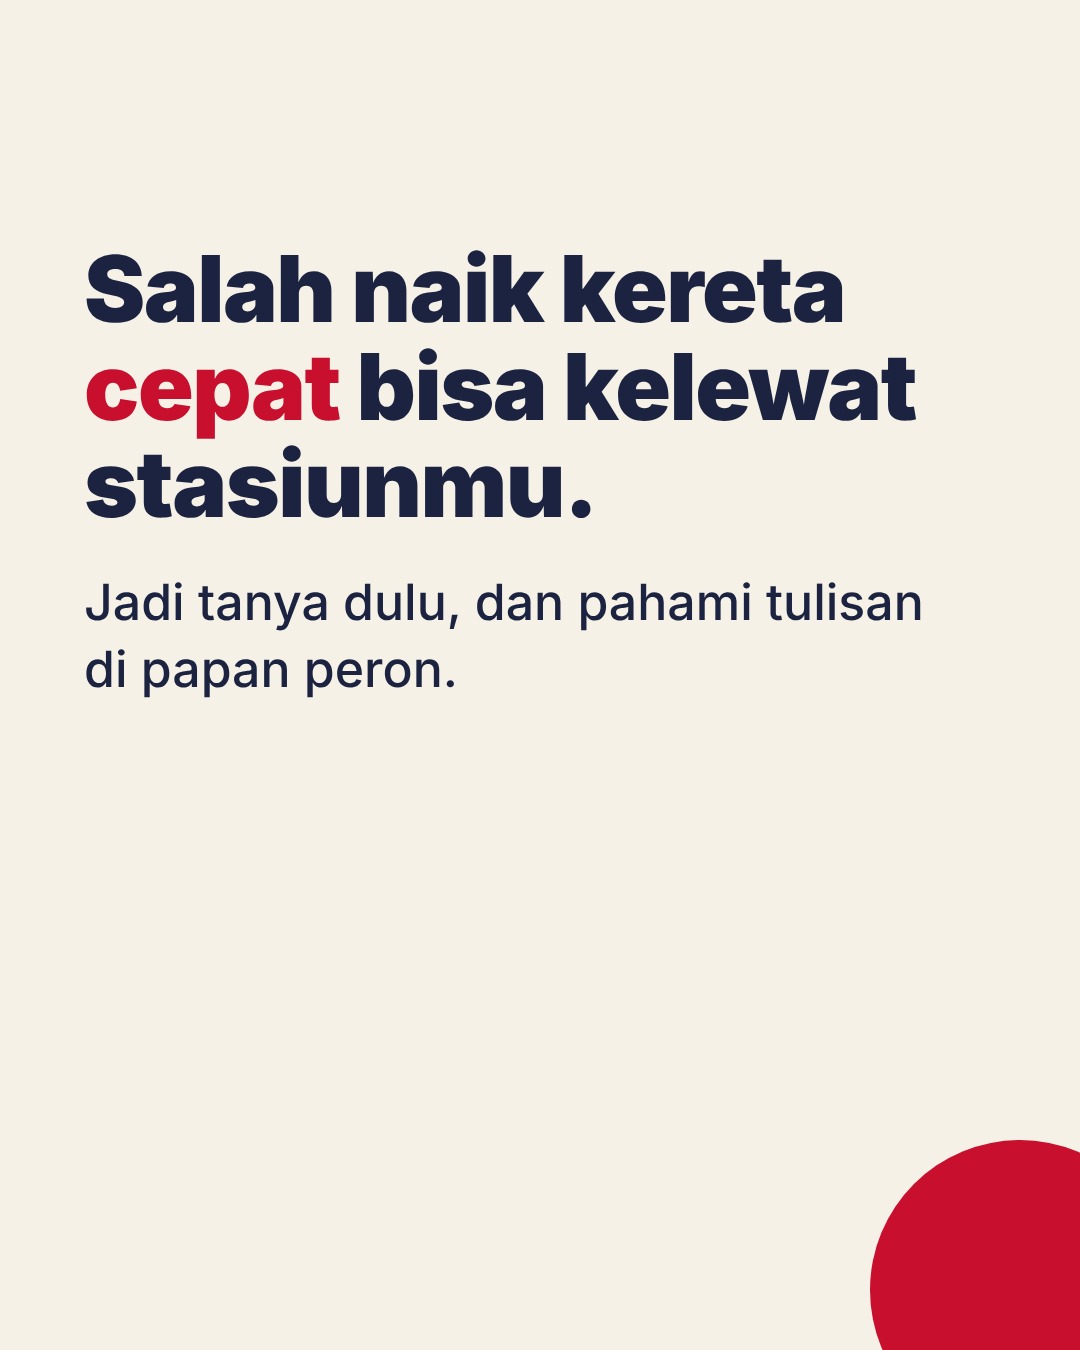 Salah naik kereta
cepat bisa kelewat
stasiunmu.
Jadi tanya dulu, dan pahami tulisan
di papan peron.